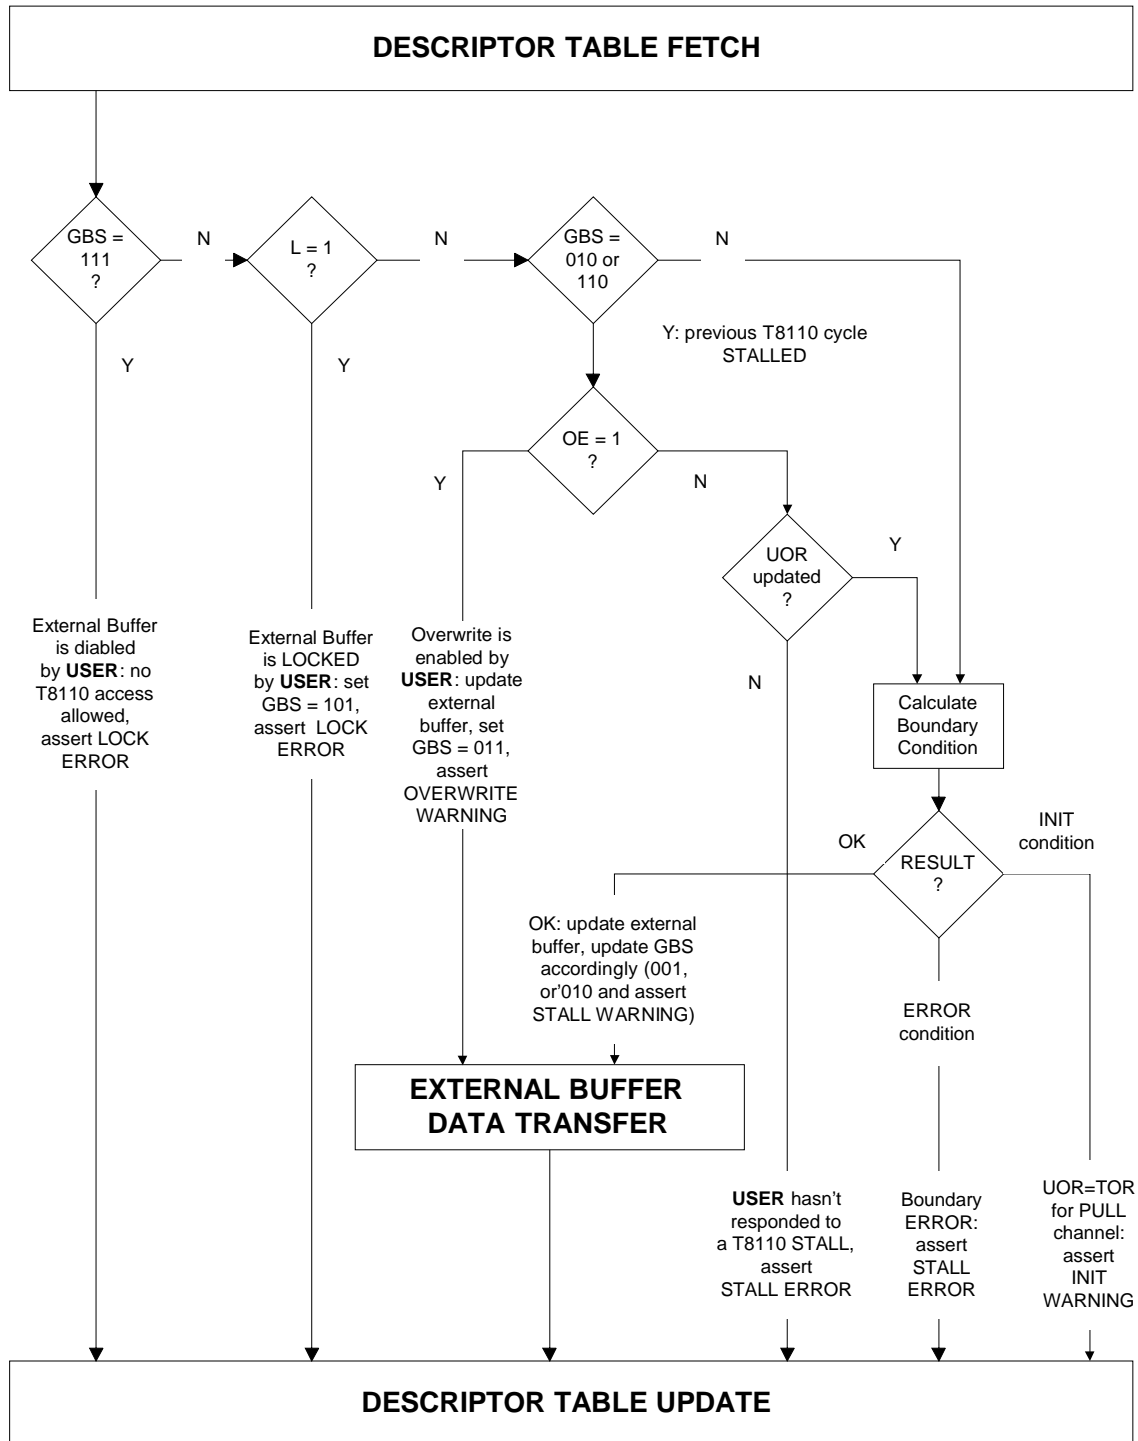 DESCRIPTOR TABLE FETCH
GBS =
111
?
N
L = 1
?
N
GBS =
010 or
110
N
Y
Y
Y: previous T8110 cycle
STALLED
OE = 1
?
Y
N
UOR
updated
?
Y
N
External Buffer
is diabled
by USER: no
T8110 access
allowed,
assert LOCK
ERROR
External Buffer
is LOCKED
by USER: set
GBS = 101,
assert LOCK
ERROR
Overwrite is
enabled by
USER: update
external
buffer, set
GBS = 011,
assert
OVERWRITE
WARNING
Calculate
Boundary
Condition
OK
RESULT
?
INIT
condition
OK: update external
buffer, update GBS
accordingly (001,
or'010 and assert
STALL WARNING)
ERROR
condition
EXTERNAL BUFFER
DATA TRANSFER
USER hasn't
responded to
a T8110 STALL,
assert
STALL ERROR
Boundary
ERROR:
assert
STALL
ERROR
UOR=TOR
for PULL
channel:
assert
INIT
WARNING
DESCRIPTOR TABLE UPDATE